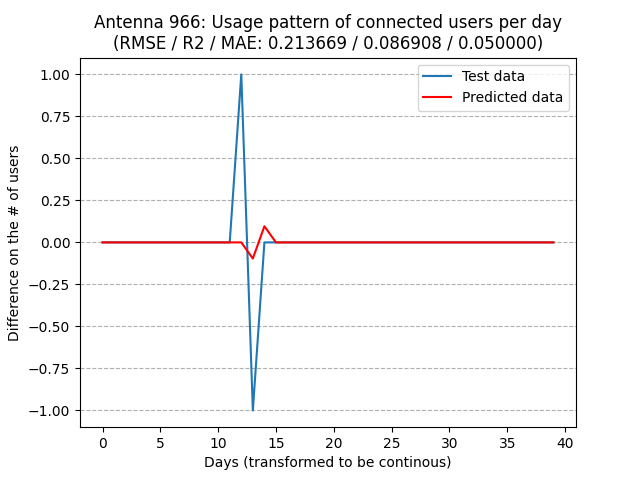 Antenna 966: Usage pattern of connected users per day
(RMSE / R2 / MAE: 0.213669 / 0.086908 / 0.050000)
Test data
Predicted data
Difference on the # of users
1.00
0.75
0.50
0.25
0.00
−0.25
−0.50
−0.75
−1.00
0 5 10 15 20 25 30 35 40
Days (transformed to be continous)